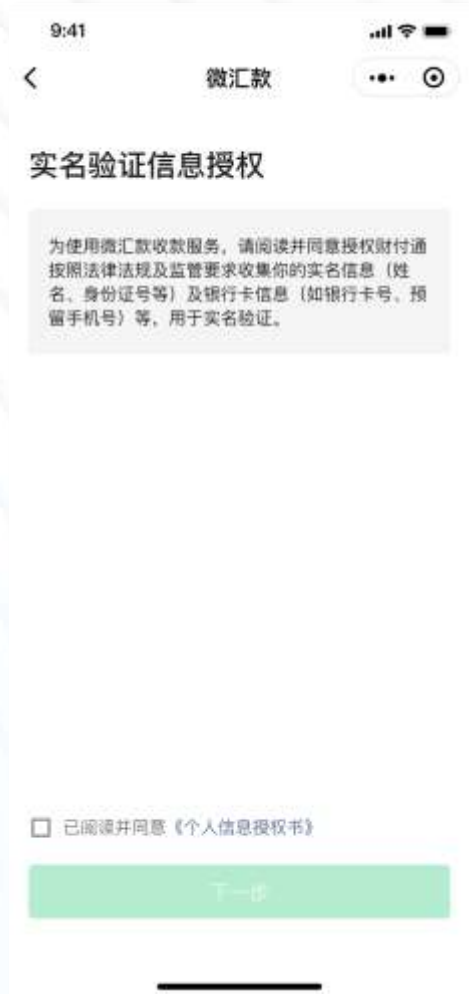 9:41
微汇款
实名验证信息授权
为使用微汇款收款服务，请阅读并同意授权财付通
按照法律法规及监管要求收集你的实名信息（姓
名、身份证号等）及银行卡信息（如银行卡号、预
留手机号）等，用于实名验证。
已阅读并同意《个人信息授权书》
下一步